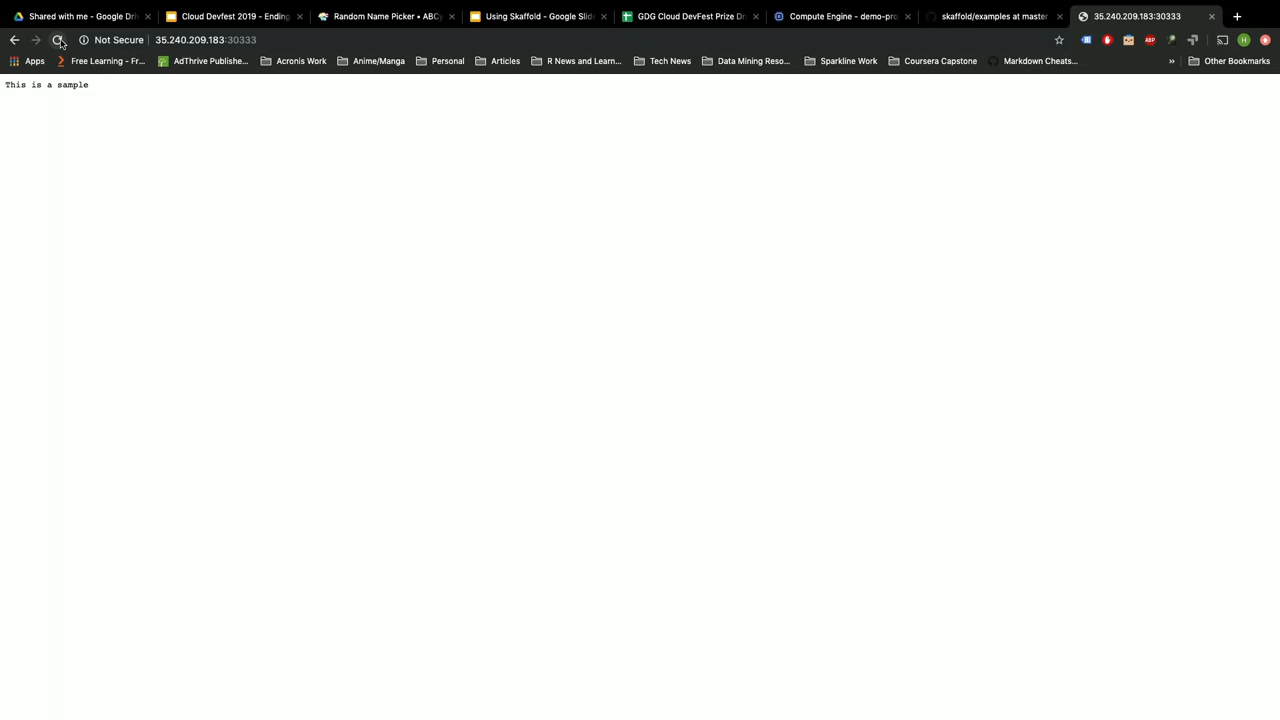 Shared with me - Google Driv
Cloud Devfest 2019 - Ending
Random Name Picker • ABCy
Using Skaffold - Google Slide
GDG Cloud DevFest Prize Dr
Compute Engine - demo-pro
skaffold/examples at master
35.240.209.183:30333
Not Secure
35.240.209.183:30333
Apps
Free Learning - Fr...
AdThrive Publishe...
Acronis Work
Anime/Manga
Personal
Articles
R News and Learn...
Tech News
Data Mining Reso...
Sparkline Work
Coursera Capstone
Markdown Cheats...
»
Other Bookmarks
This is a sample